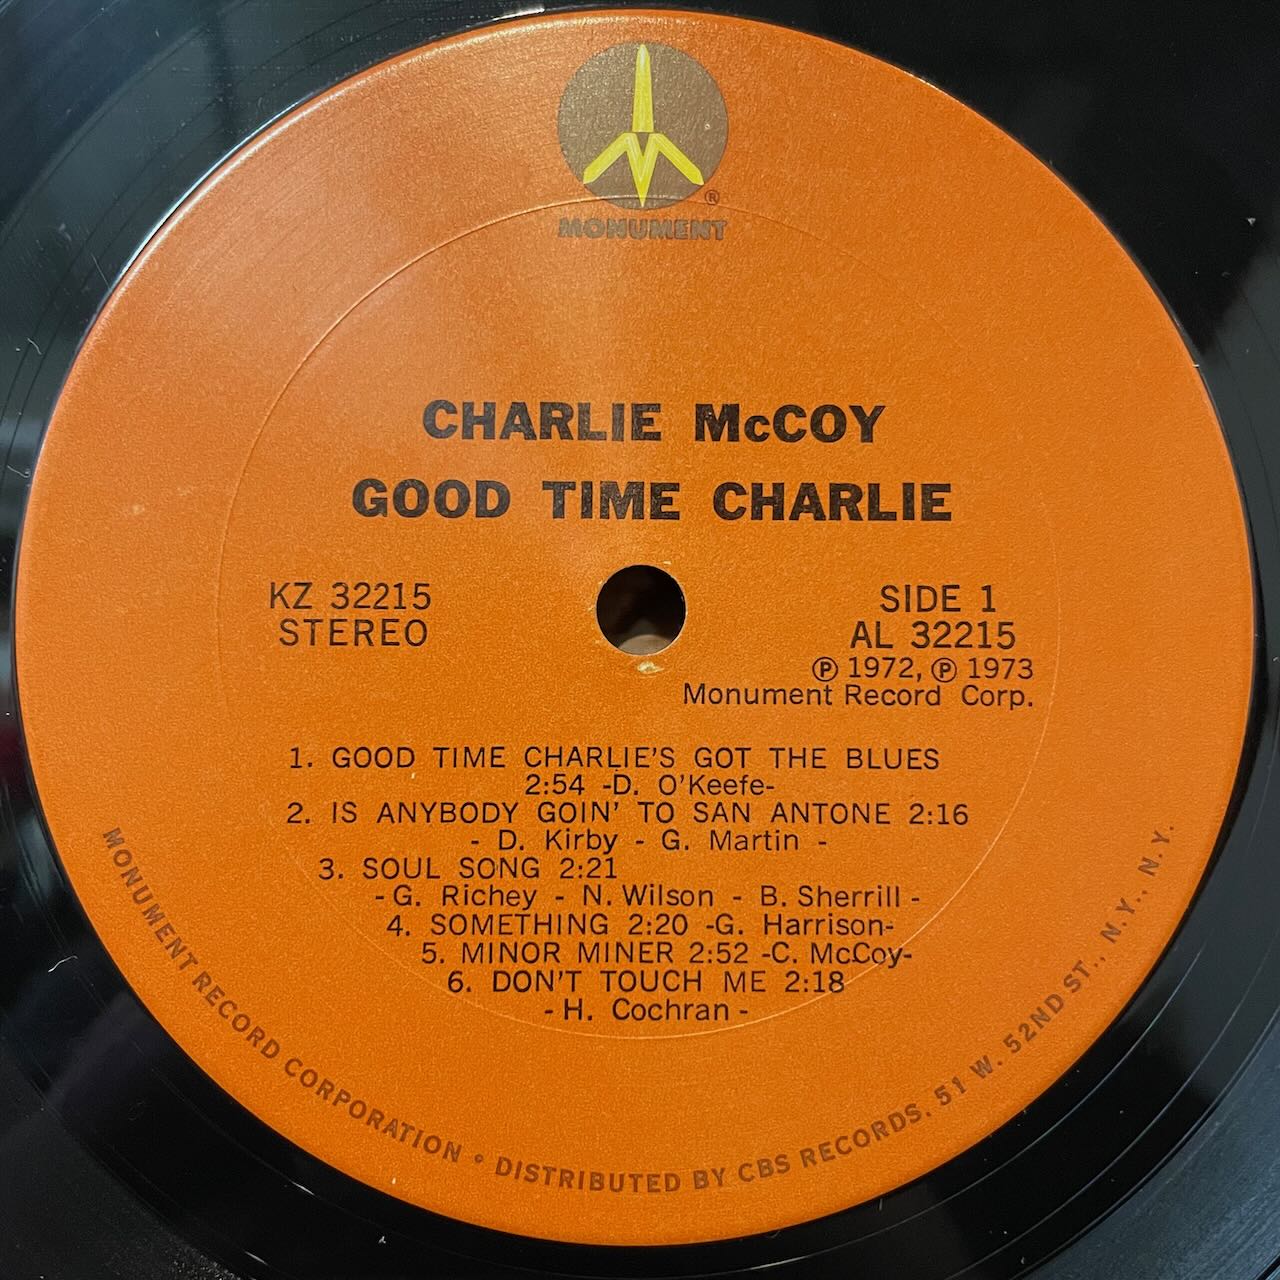 ®
MONUMENT
CHARLIE McCOY
GOOD TIME CHARLIE
KZ 32215
STEREO
SIDE 1
AL 32215
℗ 1972, ℗ 1973
Monument Record Corp.
1. GOOD TIME CHARLIE'S GOT THE BLUES
2:54 -D. O'Keefe-
2. IS ANYBODY GOIN' TO SAN ANTONE 2:16
- D. Kirby - G. Martin -
3. SOUL SONG 2:21
- G. Richey - N. Wilson - B. Sherrill -
4. SOMETHING 2:20 -G. Harrison-
5. MINOR MINER 2:52 -C. McCoy-
6. DON'T TOUCH ME 2:18
- H. Cochran -
MONUMENT RECORD CORPORATION • DISTRIBUTED BY CBS RECORDS. 51 W. 52ND ST., N.Y., N.Y.